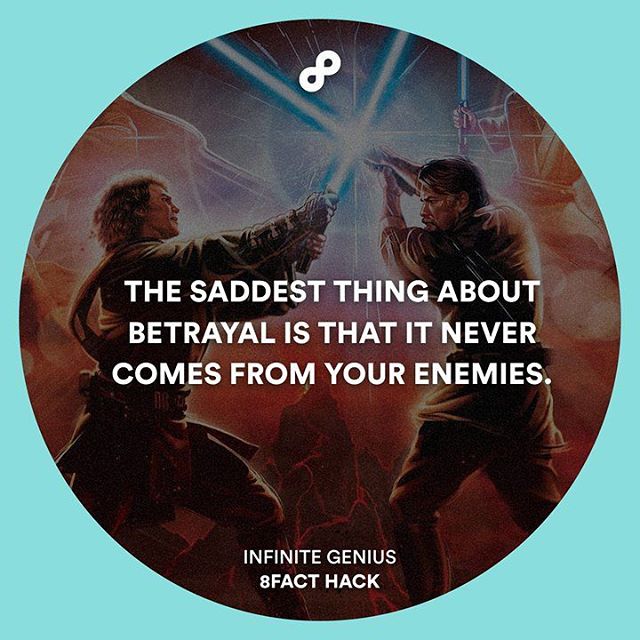 THE SADDEST THING ABOUT
BETRAYAL IS THAT IT NEVER
COMES FROM YOUR ENEMIES.
INFINITE GENIUS
8FACT HACK